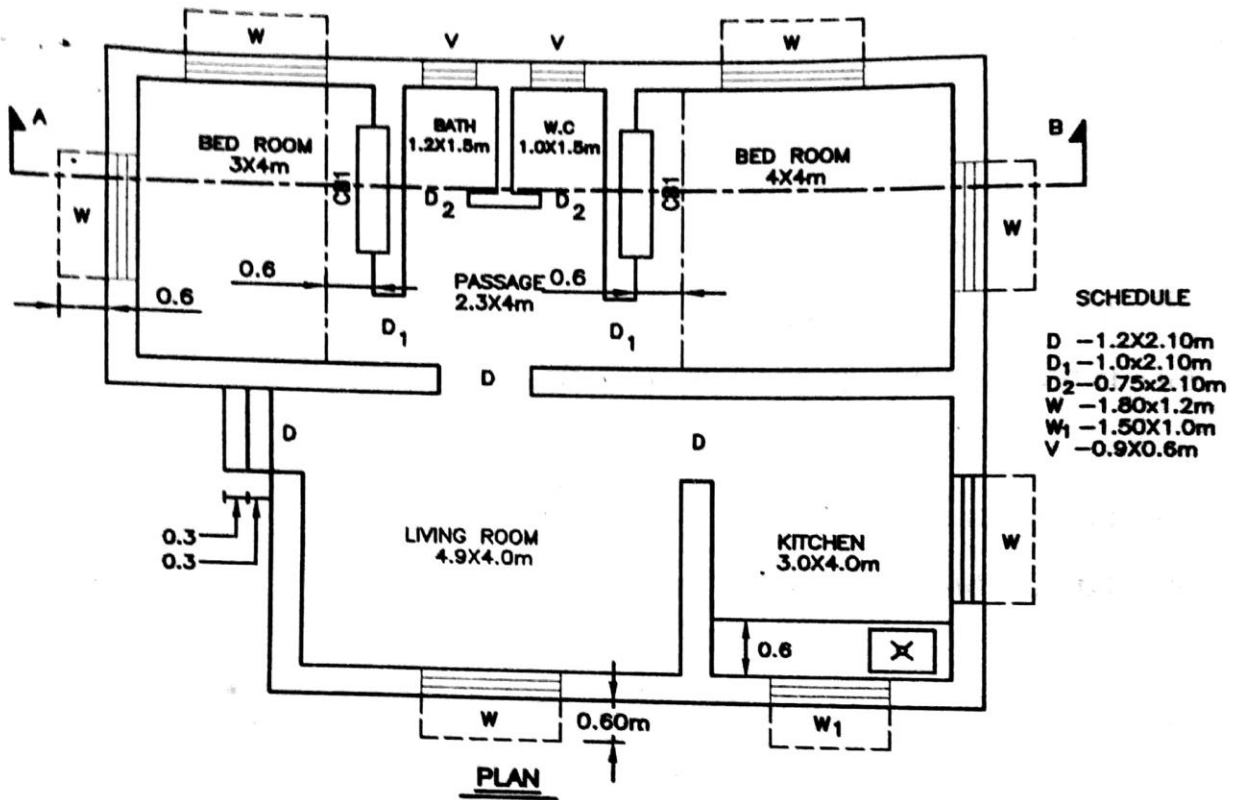 W
V
V
W
A
B
BED ROOM
3X4m
BATH
1.2X1.5m
W.C
1.0X1.5m
BED ROOM
4X4m
CB1
CB1
W
W
D2
D2
0.6
0.6
PASSAGE
2.3X4m
0.6
D1
D1
SCHEDULE
D -1.2X2.10m
D1 -1.0x2.10m
D2 -0.75x2.10m
W -1.80x1.2m
W1 -1.50X1.0m
V -0.9X0.6m
D
D
D
0.3
0.3
LIVING ROOM
4.9X4.0m
KITCHEN
3.0X4.0m
W
0.6
W
0.60m
W1
PLAN